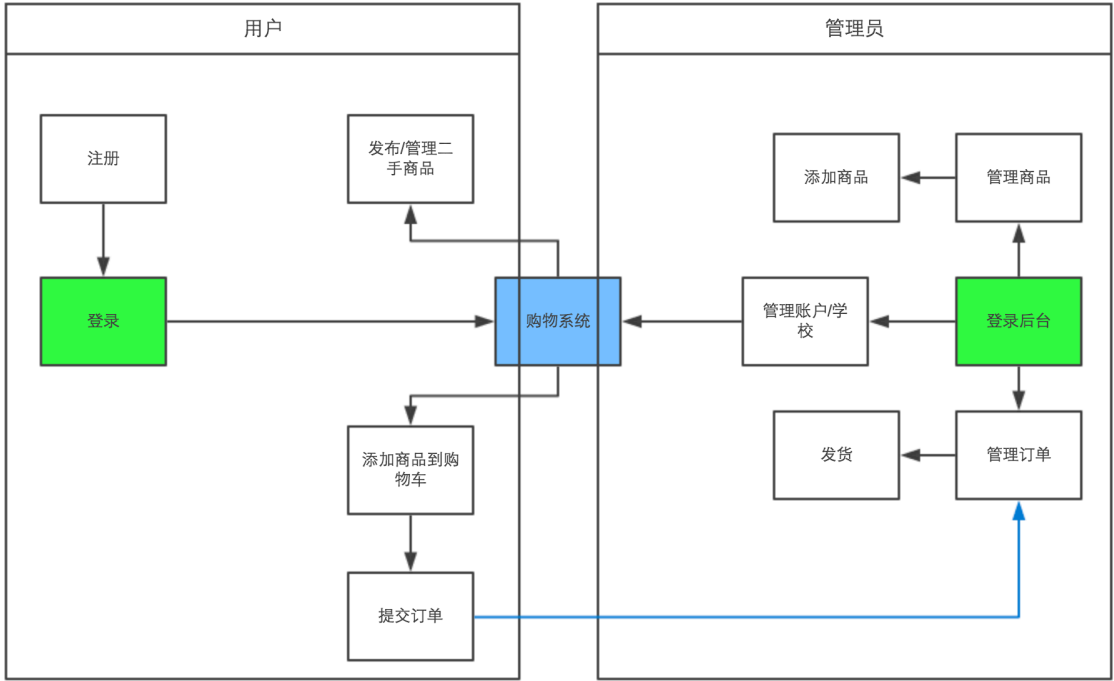 用户
管理员
注册
发布/管理二
手商品
添加商品
管理商品
登录
购物系统
管理账户/学
校
登录后台
添加商品到购
物车
发货
管理订单
提交订单